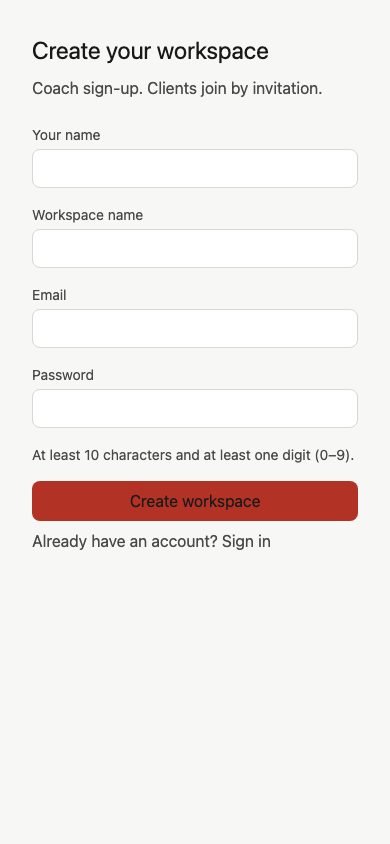 Create your workspace
Coach sign-up. Clients join by invitation.
Your name
Workspace name
Email
Password
At least 10 characters and at least one digit (0–9).
Create workspace
Already have an account? Sign in